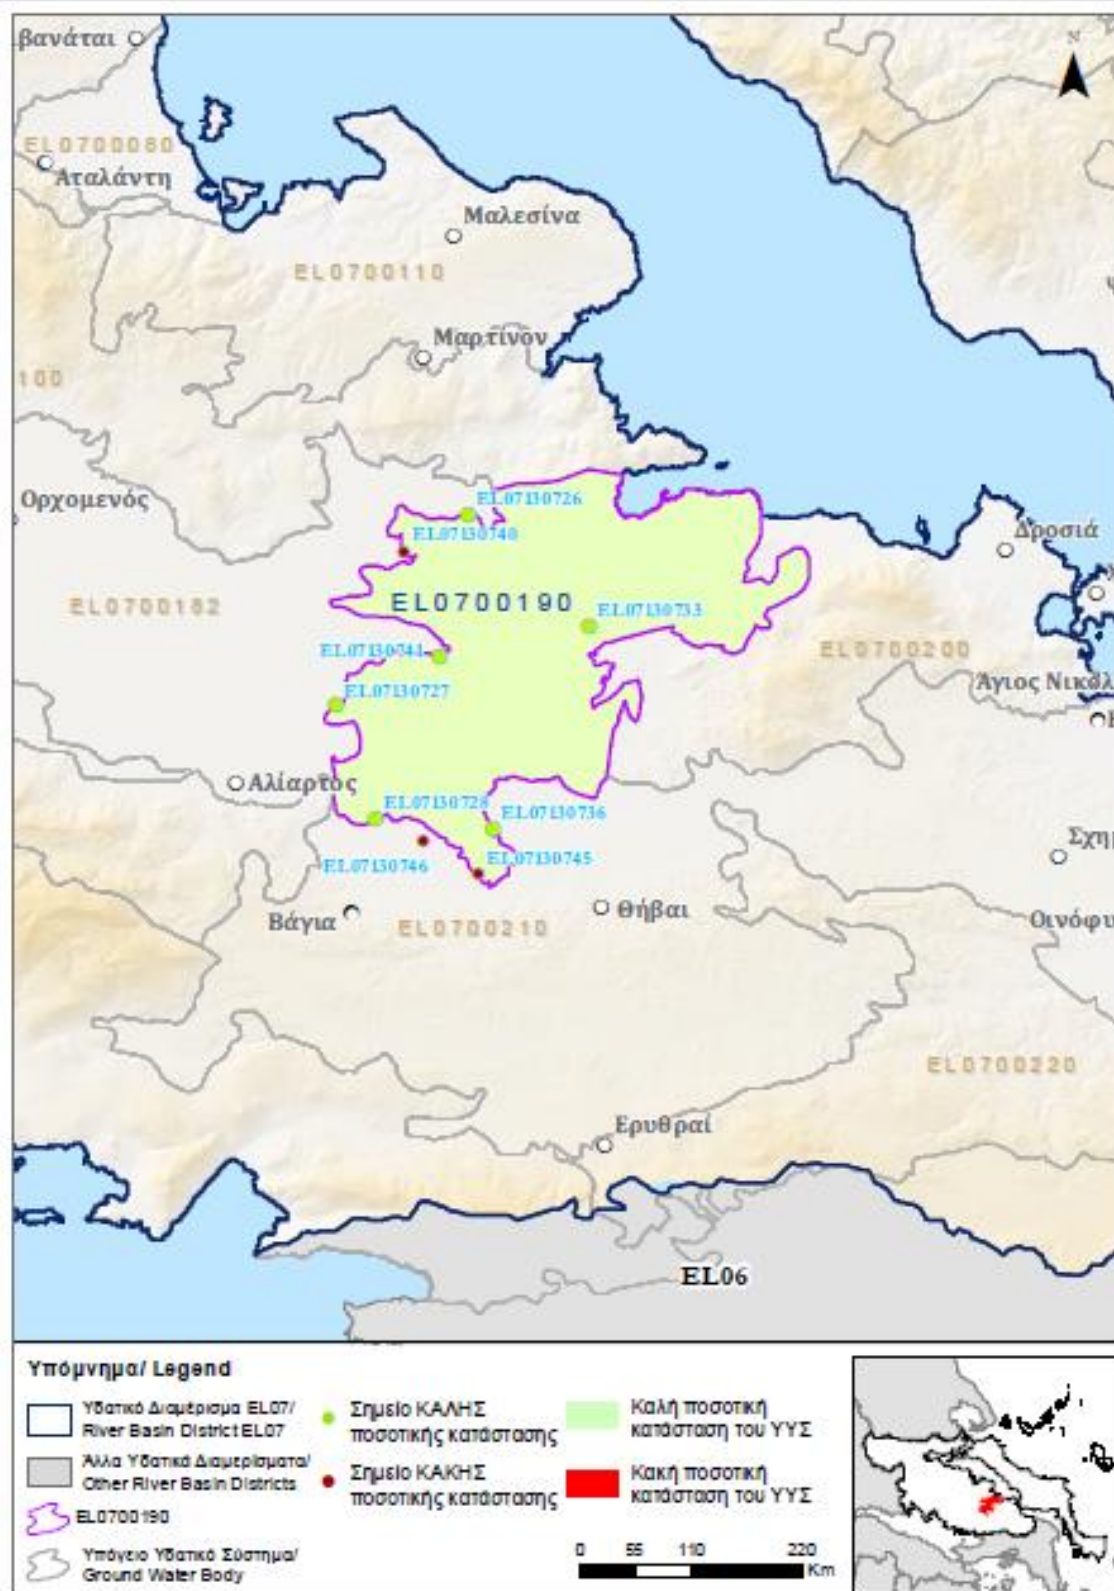 βανάται
N
EL0700080
Αταλάντη
Μαλεσίνα
EL0700110
Μαρτίνον
100
Ορχομενός
EL07130726
EL07130740
Δροσιά
EL0700182
EL0700190
EL07130733
EL07130741
EL0700200
Άγιος Νικόλ
EL07130727
Αλίαρτος
EL07130728
EL07130736
EL07130746
EL07130745
Σχημ
Βάγια
EL0700210
Θήβαι
Οινόφυ
EL0700220
Ερυθραί
EL06
Υπόμνημα/ Legend
Υδατικό Διαμέρισμα EL07/
River Basin District EL07
Άλλα Υδατικά Διαμερίσματα/
Other River Basin Districts
EL0700190
Υπόγειο Υδατικό Σύστημα/
Ground Water Body
Σημείο ΚΑΛΗΣ
ποσοτικής κατάστασης
Σημείο ΚΑΚΗΣ
ποσοτικής κατάστασης
Καλή ποσοτική
κατάσταση του ΥΥΣ
Κακή ποσοτική
κατάσταση του ΥΥΣ
0 55 110 220
Km